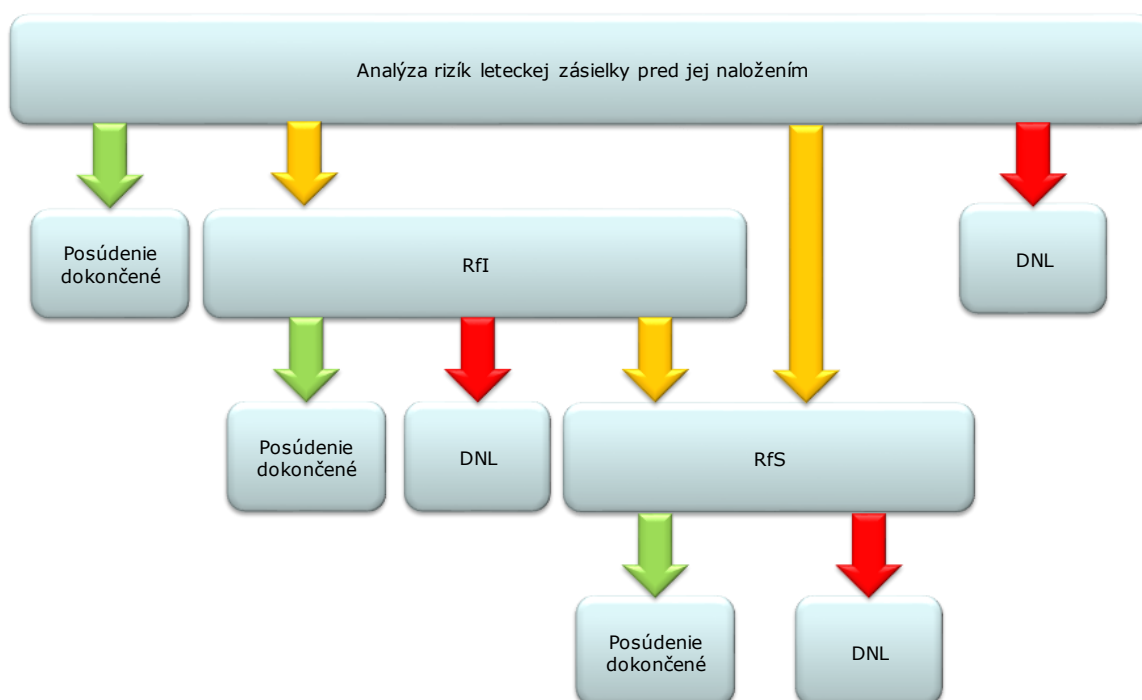 Analýza rizík leteckej zásielky pred jej naložením
Posúdenie
dokončené
RfI
DNL
Posúdenie
dokončené
DNL
RfS
Posúdenie
dokončené
DNL